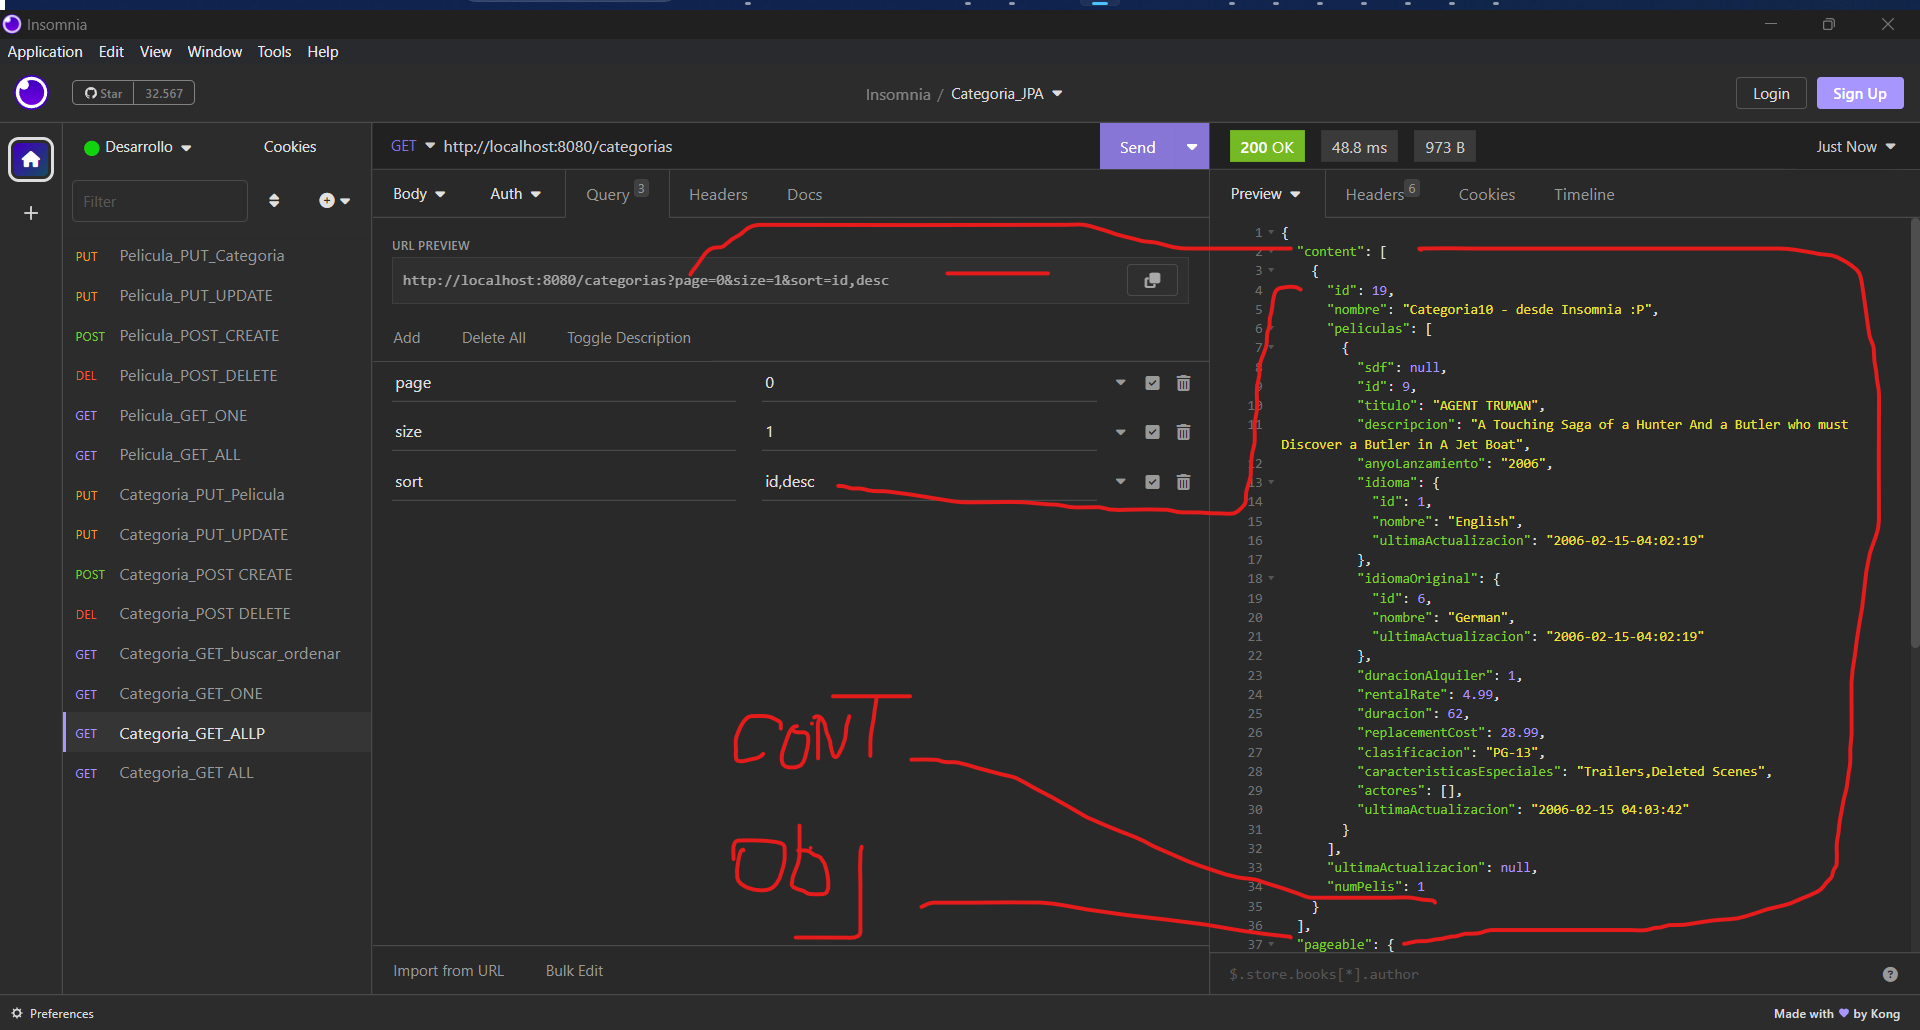 Insomnia
Application Edit View Window Tools Help
Star 32.567
Insomnia / Categoria_JPA
Login Sign Up
Desarrollo Cookies
Filter
PUT Pelicula_PUT_Categoria
PUT Pelicula_PUT_UPDATE
POST Pelicula_POST_CREATE
DEL Pelicula_POST_DELETE
GET Pelicula_GET_ONE
GET Pelicula_GET_ALL
PUT Categoria_PUT_Pelicula
PUT Categoria_PUT_UPDATE
POST Categoria_POST CREATE
DEL Categoria_POST DELETE
GET Categoria_GET_buscar_ordenar
GET Categoria_GET_ONE
GET Categoria_GET_ALLP
GET Categoria_GET ALL
GET http://localhost:8080/categorias
Send
Body Auth Query 3 Headers Docs
URL PREVIEW
http://localhost:8080/categorias?page=0&size=1&sort=id,desc
Add Delete All Toggle Description
page 0
size 1
sort id,desc
CONT
Obj
Import from URL Bulk Edit
200 OK 48.8 ms 973 B Just Now
Preview Headers 6 Cookies Timeline
1 {
2 "content": [
3 {
4 "id": 19,
5 "nombre": "Categoria10 - desde Insomnia :P",
6 "peliculas": [
7 {
8 "sdf": null,
9 "id": 9,
10 "titulo": "AGENT TRUMAN",
11 "descripcion": "A Touching Saga of a Hunter And a Butler who must
Discover a Butler in A Jet Boat",
12 "anyoLanzamiento": "2006",
13 "idioma": {
14 "id": 1,
15 "nombre": "English",
16 "ultimaActualizacion": "2006-02-15-04:02:19"
17 },
18 "idiomaOriginal": {
19 "id": 6,
20 "nombre": "German",
21 "ultimaActualizacion": "2006-02-15-04:02:19"
22 },
23 "duracionAlquiler": 1,
24 "rentalRate": 4.99,
25 "duracion": 62,
26 "replacementCost": 28.99,
27 "clasificacion": "PG-13",
28 "caracteristicasEspeciales": "Trailers,Deleted Scenes",
29 "actores": [],
30 "ultimaActualizacion": "2006-02-15 04:03:42"
31 }
32 ],
33 "ultimaActualizacion": null,
34 "numPelis": 1
35 }
36 ],
37 "pageable": {
$.store.books[*].author
Preferences
Made with by Kong